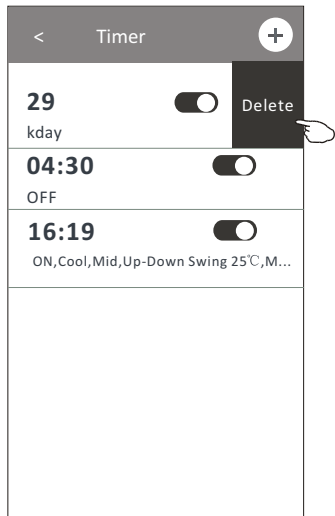 < Timer +
29 Delete
kday
04:30
OFF
16:19
ON,Cool,Mid,Up-Down Swing 25℃,M...